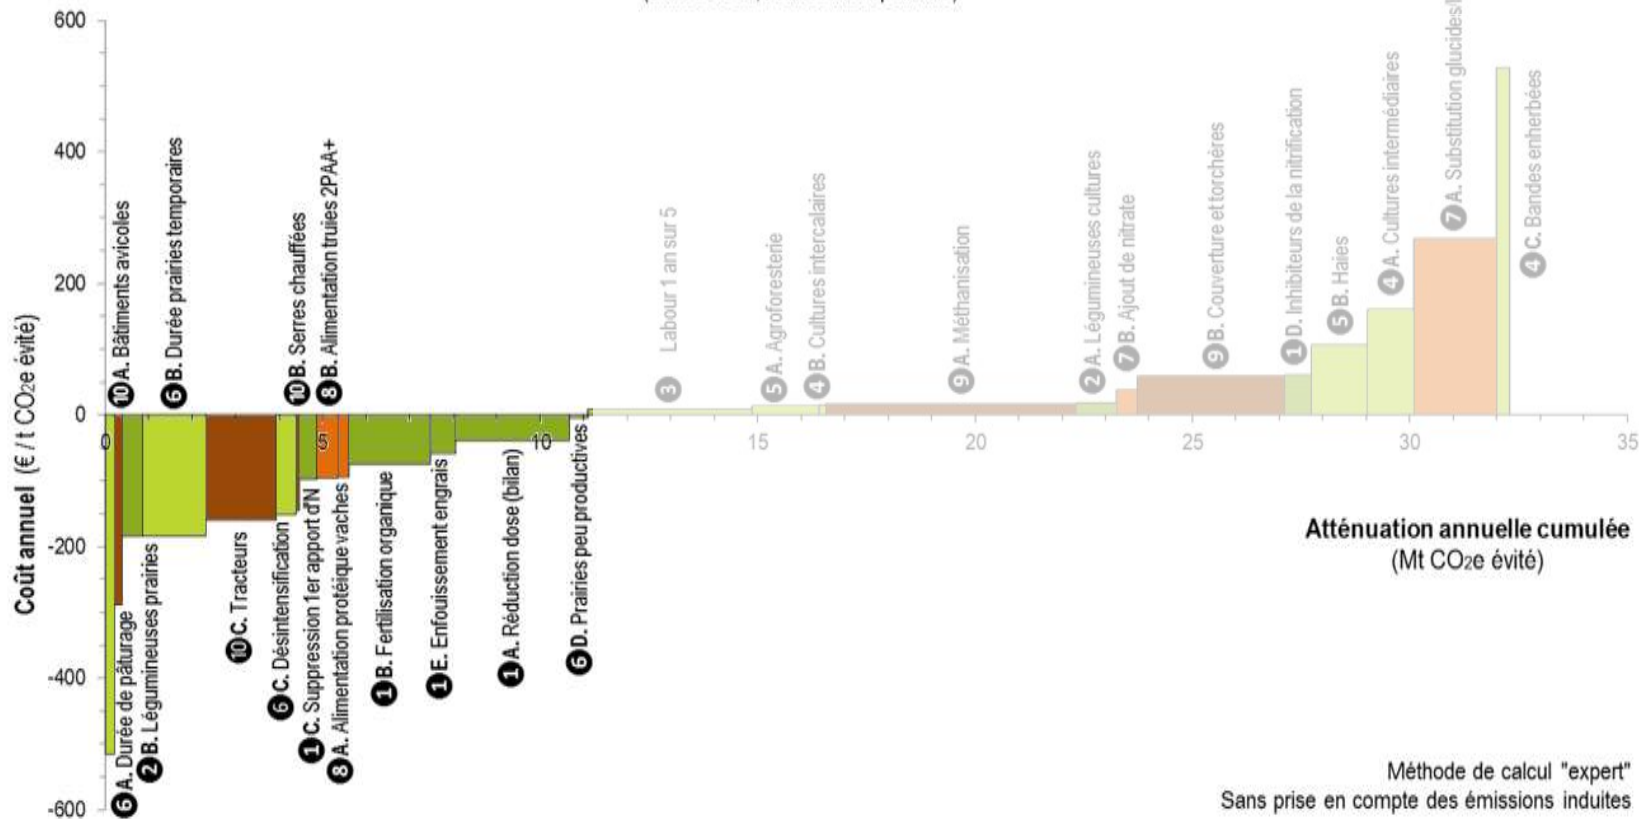 600
400
200
0
-200
-400
-600
Coût annuel (€ / t CO2e évité)
0
5
10
15
20
25
30
35
6 A. Durée de pâturage
10 A. Bâtiments avicoles
2 B. Légumineuses prairies
6 B. Durée prairies temporaires
10 C. Tracteurs
6 C. Désintensification
10 B. Serres chauffées
1 C. Suppression 1er apport d'N
8 B. Alimentation truies 2PAA+
8 A. Alimentation protéique vaches
1 B. Fertilisation organique
1 E. Enfouissement engrais
1 A. Réduction dose (bilan)
6 D. Prairies peu productives
3 Labour 1 an sur 5
5 A. Agroforesterie
4 B. Cultures intercalaires
9 A. Méthanisation
2 A. Légumineuses cultures
7 B. Ajout de nitrate
9 B. Couverture et torchères
1 D. Inhibiteurs de la nitrification
5 B. Haies
4 A. Cultures intermédiaires
7 A. Substitution glucides/
4 C. Bandes enherbées
Atténuation annuelle cumulée
(Mt CO2e évité)
Méthode de calcul "expert"
Sans prise en compte des émissions induites